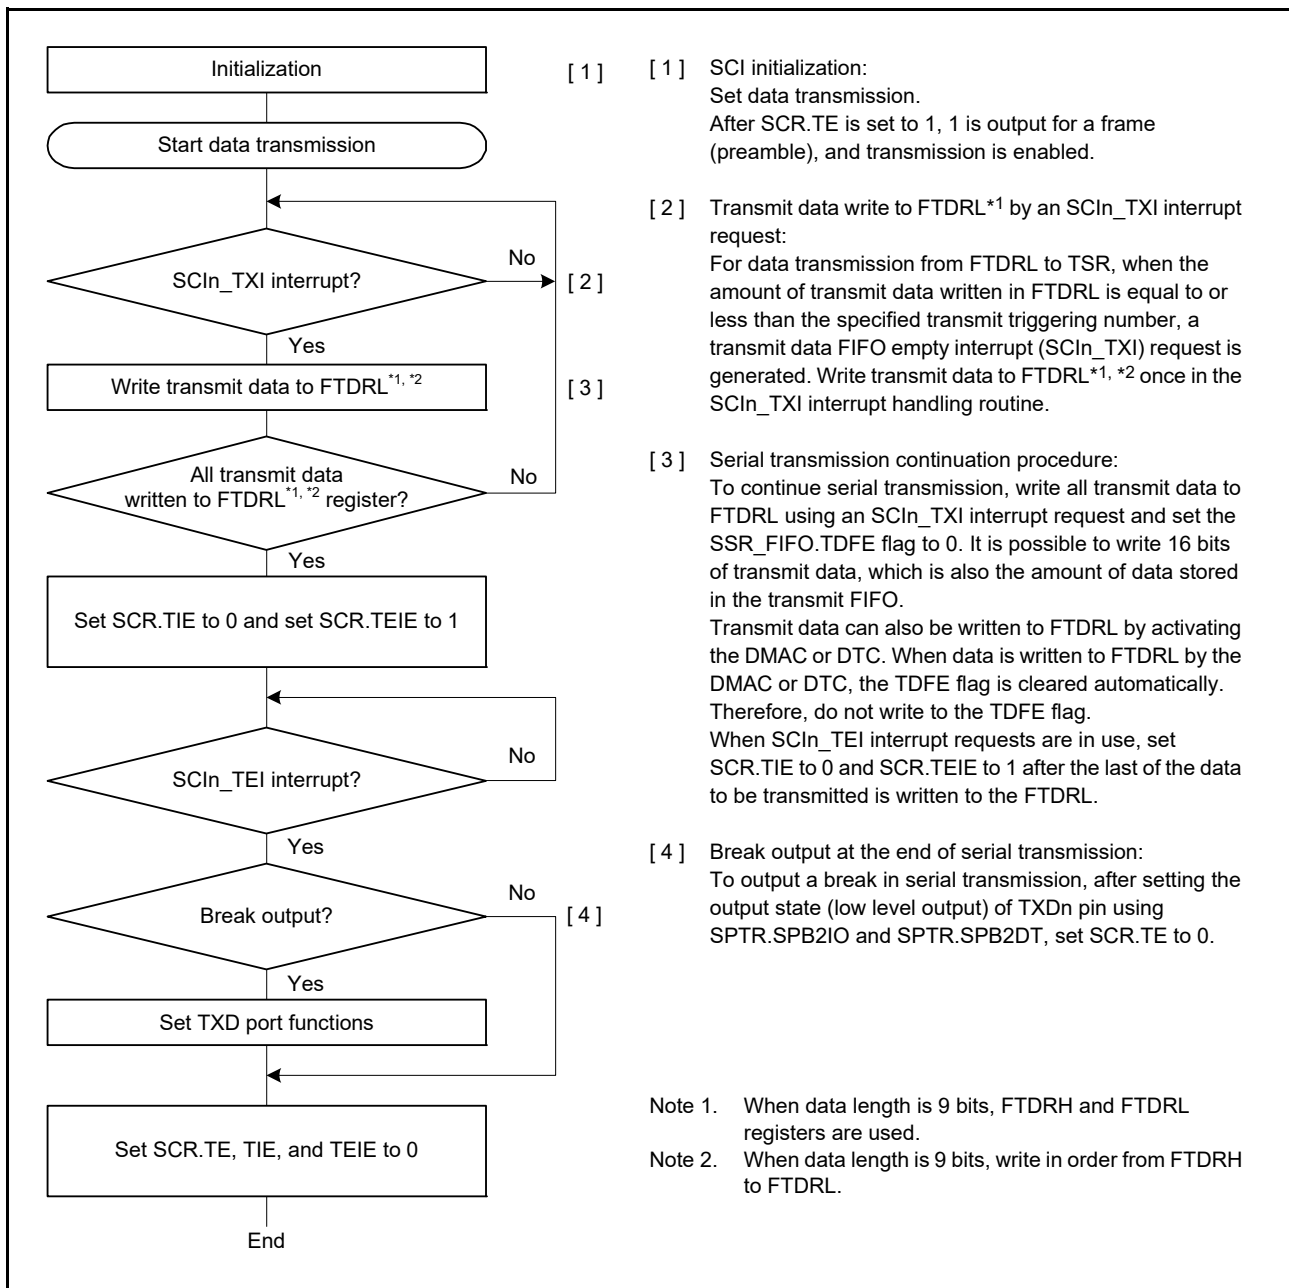 Initialization
[ 1 ]
Start data transmission
SCIn_TXI interrupt?
No
[ 2 ]
Yes
Write transmit data to FTDRL*1, *2
[ 3 ]
All transmit data
written to FTDRL*1, *2 register?
No
Yes
Set SCR.TIE to 0 and set SCR.TEIE to 1
SCIn_TEI interrupt?
No
Yes
Break output?
No
[ 4 ]
Yes
Set TXD port functions
Set SCR.TE, TIE, and TEIE to 0
End
[ 1 ] SCI initialization:
Set data transmission.
After SCR.TE is set to 1, 1 is output for a frame
(preamble), and transmission is enabled.
[ 2 ] Transmit data write to FTDRL*1 by an SCIn_TXI interrupt
request:
For data transmission from FTDRL to TSR, when the
amount of transmit data written in FTDRL is equal to or
less than the specified transmit triggering number, a
transmit data FIFO empty interrupt (SCIn_TXI) request is
generated. Write transmit data to FTDRL*1, *2 once in the
SCIn_TXI interrupt handling routine.
[ 3 ] Serial transmission continuation procedure:
To continue serial transmission, write all transmit data to
FTDRL using an SCIn_TXI interrupt request and set the
SSR_FIFO.TDFE flag to 0. It is possible to write 16 bits
of transmit data, which is also the amount of data stored
in the transmit FIFO.
Transmit data can also be written to FTDRL by activating
the DMAC or DTC. When data is written to FTDRL by the
DMAC or DTC, the TDFE flag is cleared automatically.
Therefore, do not write to the TDFE flag.
When SCIn_TEI interrupt requests are in use, set
SCR.TIE to 0 and SCR.TEIE to 1 after the last of the data
to be transmitted is written to the FTDRL.
[ 4 ] Break output at the end of serial transmission:
To output a break in serial transmission, after setting the
output state (low level output) of TXDn pin using
SPTR.SPB2IO and SPTR.SPB2DT, set SCR.TE to 0.
Note 1. When data length is 9 bits, FTDRH and FTDRL
registers are used.
Note 2. When data length is 9 bits, write in order from FTDRH
to FTDRL.